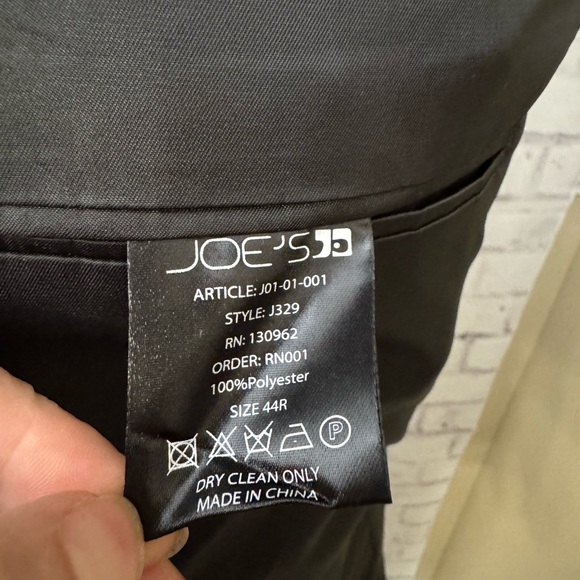 JOE'S
ARTICLE: J01-01-001
STYLE: J329
RN: 130962
ORDER: RN001
100%Polyester
SIZE 44R
P
DRY CLEAN ONLY
MADE IN CHINA